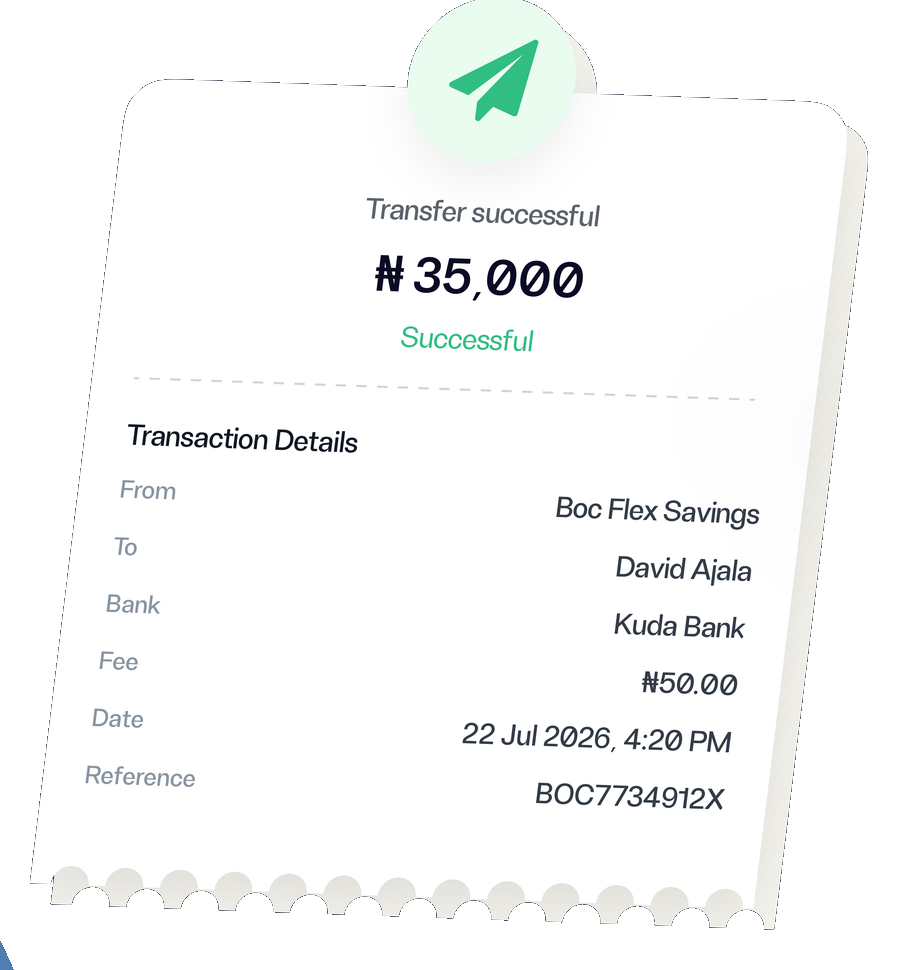 Transfer successful
₦ 35,000
Successful
Transaction Details
From Boc Flex Savings
To David Ajala
Bank Kuda Bank
Fee ₦50.00
Date 22 Jul 2026, 4:20 PM
Reference BOC7734912X